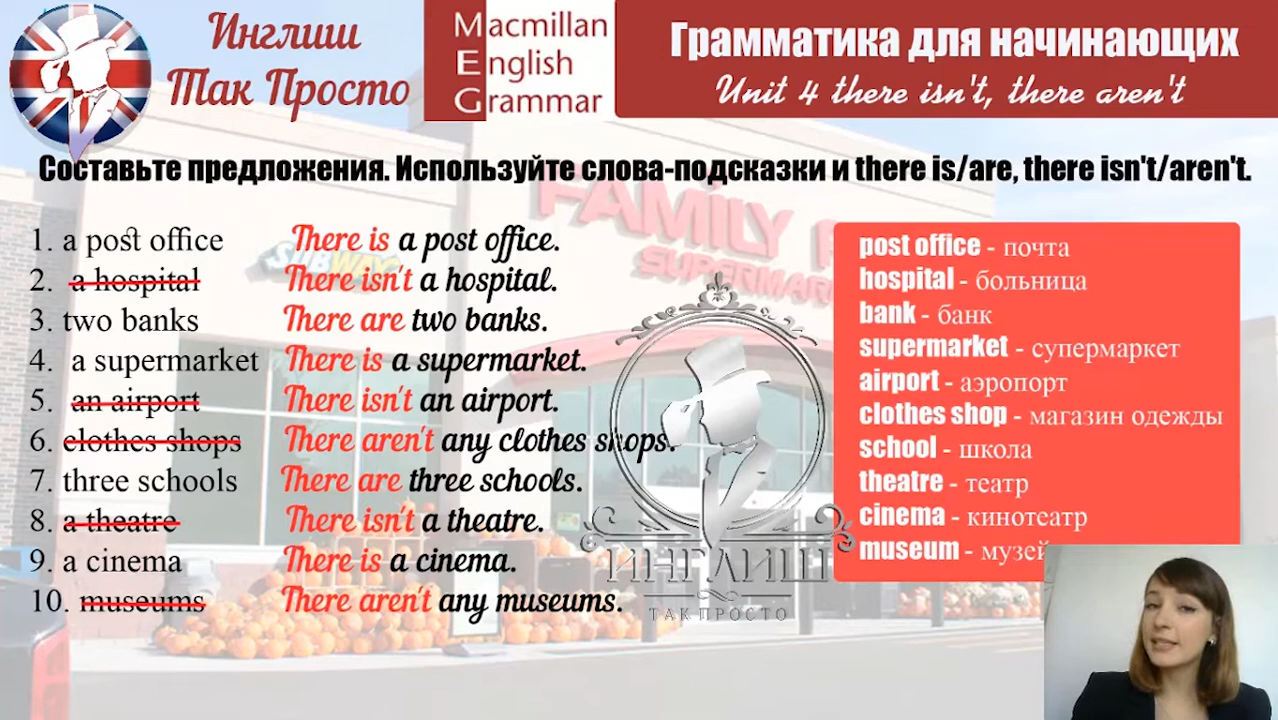 Инглиш
Так Просто
Macmillan
English
Grammar
Грамматика для начинающих
Unit 4 there isn't, there aren't
Составьте предложения. Используйте слова-подсказки и there is/are, there isn't/aren't.
1. a post office There is a post office.
2. a hospital There isn't a hospital.
3. two banks There are two banks.
4. a supermarket There is a supermarket.
5. an airport There isn't an airport.
6. clothes shops There aren't any clothes shops.
7. three schools There are three schools.
8. a theatre There isn't a theatre.
9. a cinema There is a cinema.
10. museums There aren't any museums.
post office - почта
hospital - больница
bank - банк
supermarket - супермаркет
airport - аэропорт
clothes shop - магазин одежды
school - школа
theatre - театр
cinema - кинотеатр
museum - музей
FAMILY
SUPERMAR
SUBWAY
ИНГЛИШ
ТАК ПРОСТО